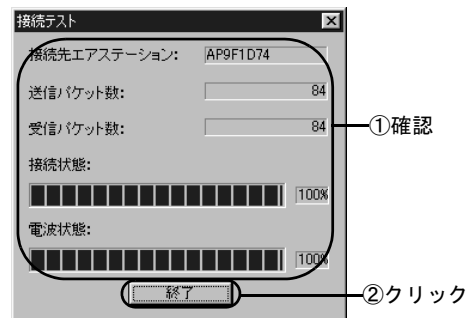 接続テスト
接続先エアステーション: AP9F1D74
送信パケット数: 84
受信パケット数: 84
①確認
接続状態:
100%
電波状態:
100%
終了
②クリック